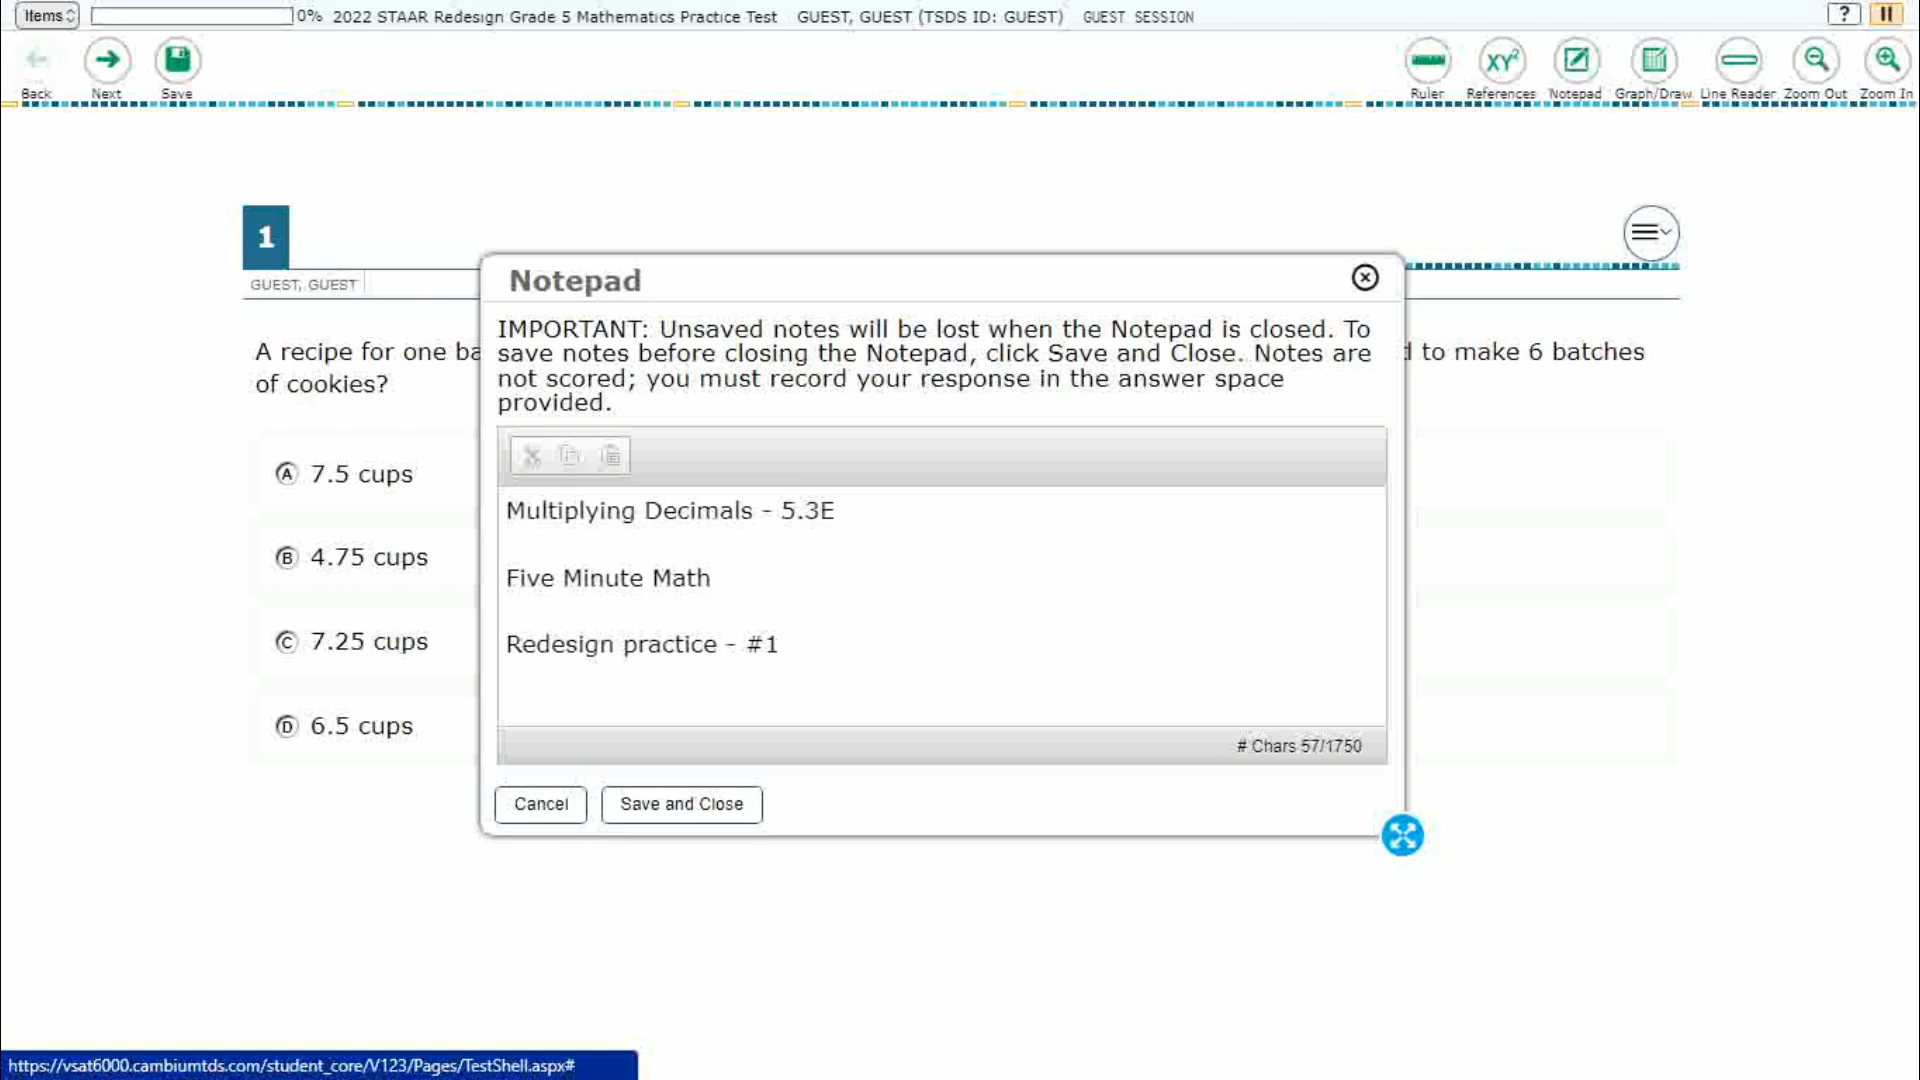 Items 0% 2022 STAAR Redesign Grade 5 Mathematics Practice Test GUEST, GUEST (TSDS ID: GUEST) GUEST SESSION ?
Back Next Save Ruler References Notepad Graph/Draw Line Reader Zoom Out Zoom In
XY²
1
GUEST, GUEST
A recipe for one to make 6 batches
of cookies?
A 7.5 cups
B 4.75 cups
C 7.25 cups
D 6.5 cups
Notepad
IMPORTANT: Unsaved notes will be lost when the Notepad is closed. To
save notes before closing the Notepad, click Save and Close. Notes are
not scored; you must record your response in the answer space
provided.
Multiplying Decimals - 5.3E
Five Minute Math
Redesign practice - #1
# Chars 57/1750
Cancel Save and Close
https://vsat6000.cambiumtds.com/student_core/V123/Pages/TestShell.aspx#